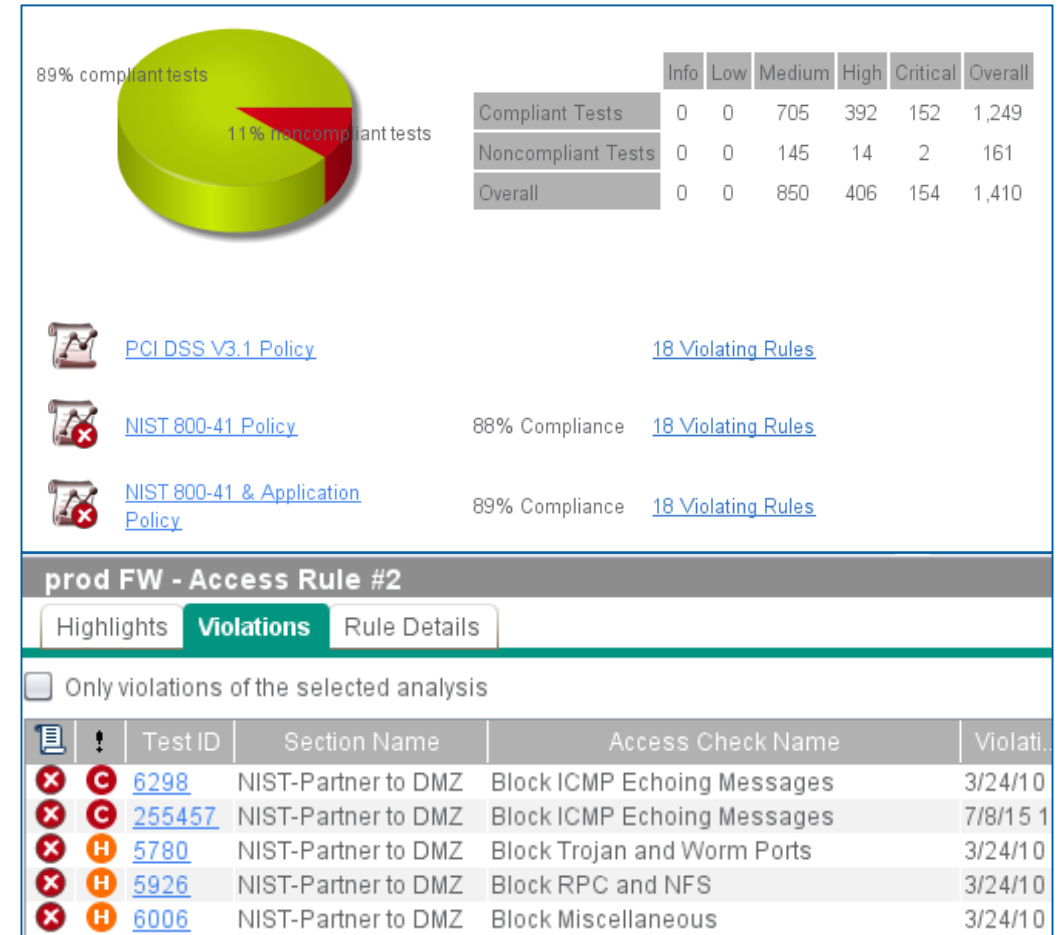 89% compliant tests
11% noncompliant tests
Info Low Medium High Critical Overall
Compliant Tests 0 0 705 392 152 1,249
Noncompliant Tests 0 0 145 14 2 161
Overall 0 0 850 406 154 1,410
PCI DSS V3.1 Policy 18 Violating Rules
NIST 800-41 Policy 88% Compliance 18 Violating Rules
NIST 800-41 & Application
Policy 89% Compliance 18 Violating Rules
prod FW - Access Rule #2
Highlights Violations Rule Details
Only violations of the selected analysis
! Test ID Section Name Access Check Name Violati..
C 6298 NIST-Partner to DMZ Block ICMP Echoing Messages 3/24/10
C 255457 NIST-Partner to DMZ Block ICMP Echoing Messages 7/8/15 1
H 5780 NIST-Partner to DMZ Block Trojan and Worm Ports 3/24/10
H 5926 NIST-Partner to DMZ Block RPC and NFS 3/24/10
H 6006 NIST-Partner to DMZ Block Miscellaneous 3/24/10